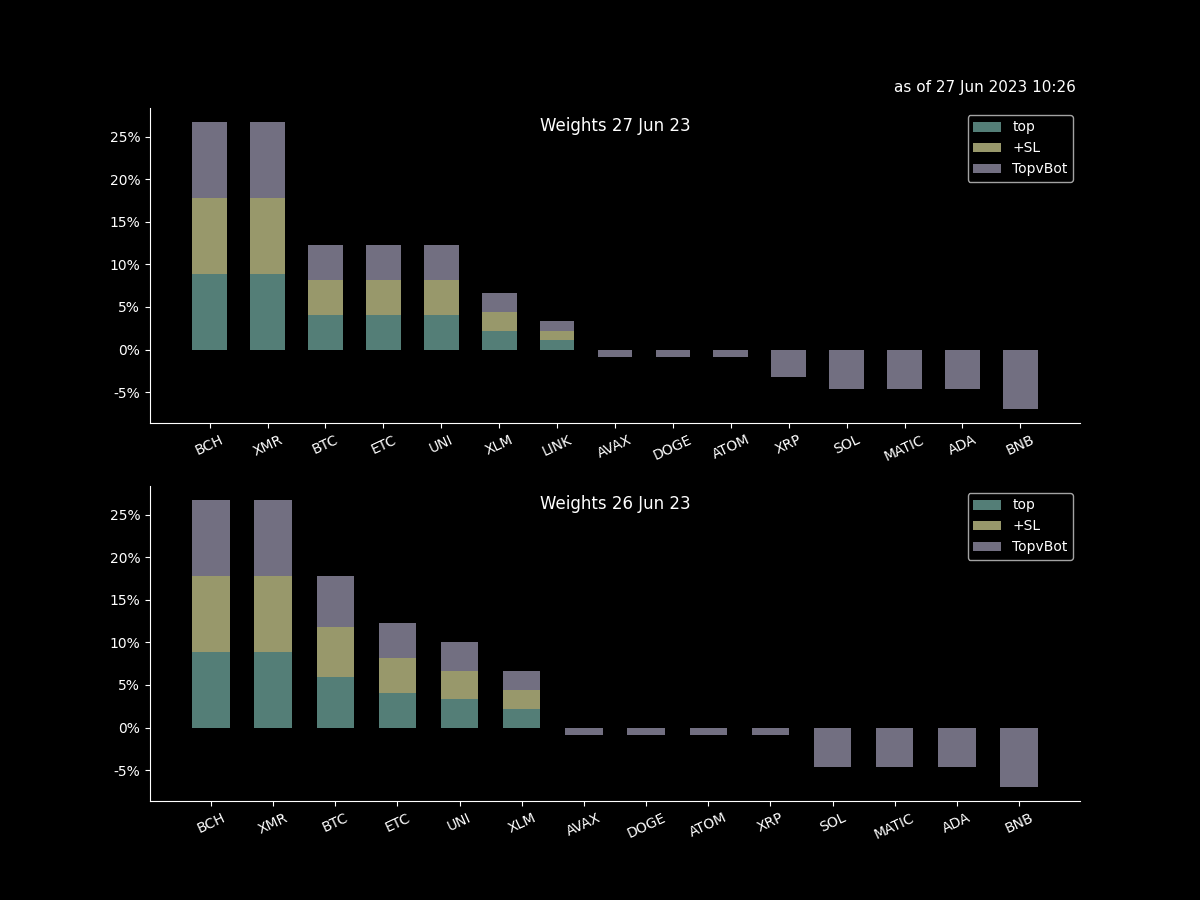 as of 27 Jun 2023 10:26
Weights 27 Jun 23
top
+SL
TopvBot
25%
20%
15%
10%
5%
0%
-5%
BCH XMR BTC ETC UNI XLM LINK AVAX DOGE ATOM XRP SOL MATIC ADA BNB
Weights 26 Jun 23
top
+SL
TopvBot
25%
20%
15%
10%
5%
0%
-5%
BCH XMR BTC ETC UNI XLM AVAX DOGE ATOM XRP SOL MATIC ADA BNB